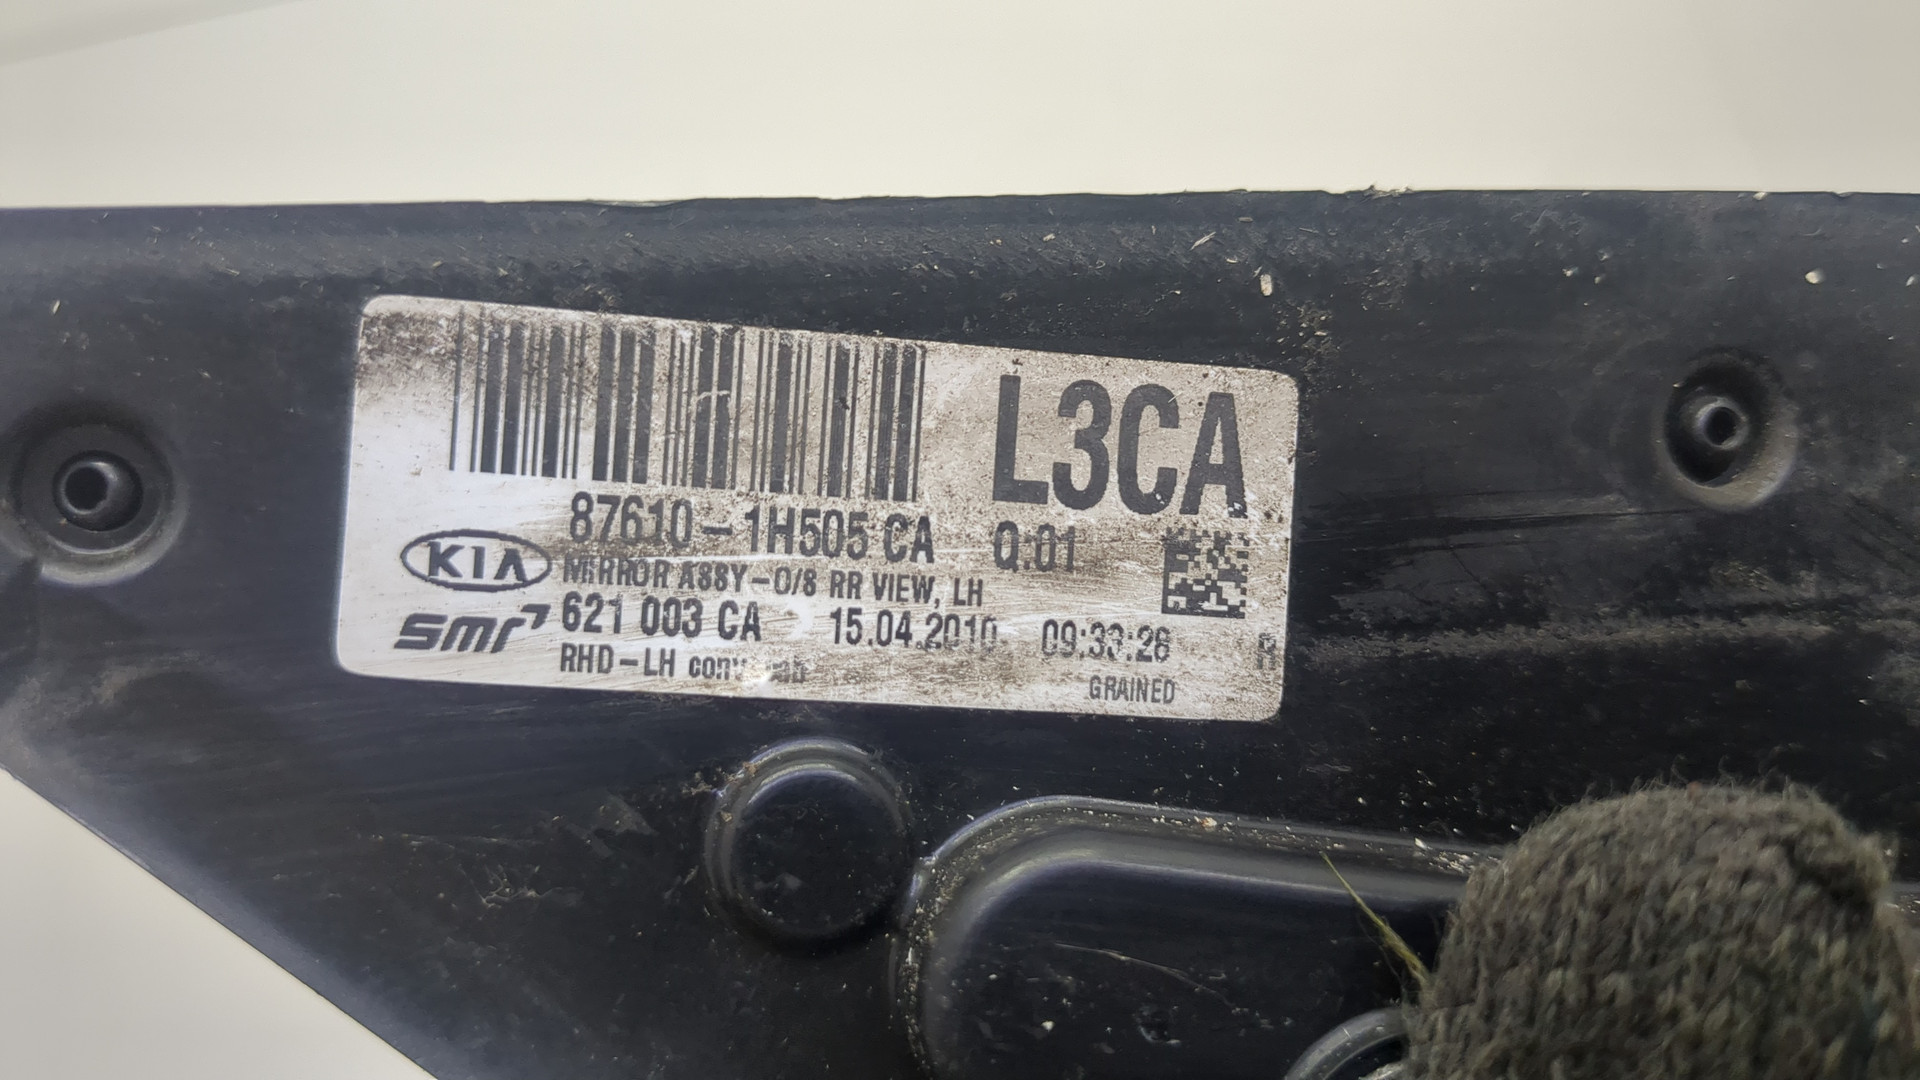 L3CA
87610-1H505 CA Q:01
KIA MIRROR ASSY-O/S RR VIEW, LH
smr 621 003 CA 15.04.2010 09:33:26 R
RHD-LH
GRAINED